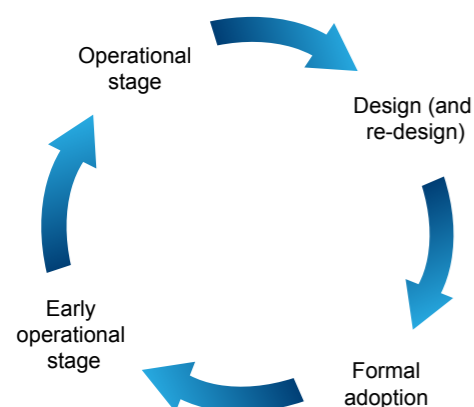 Operational
stage
Design (and
re-design)
Formal
adoption
Early
operational
stage